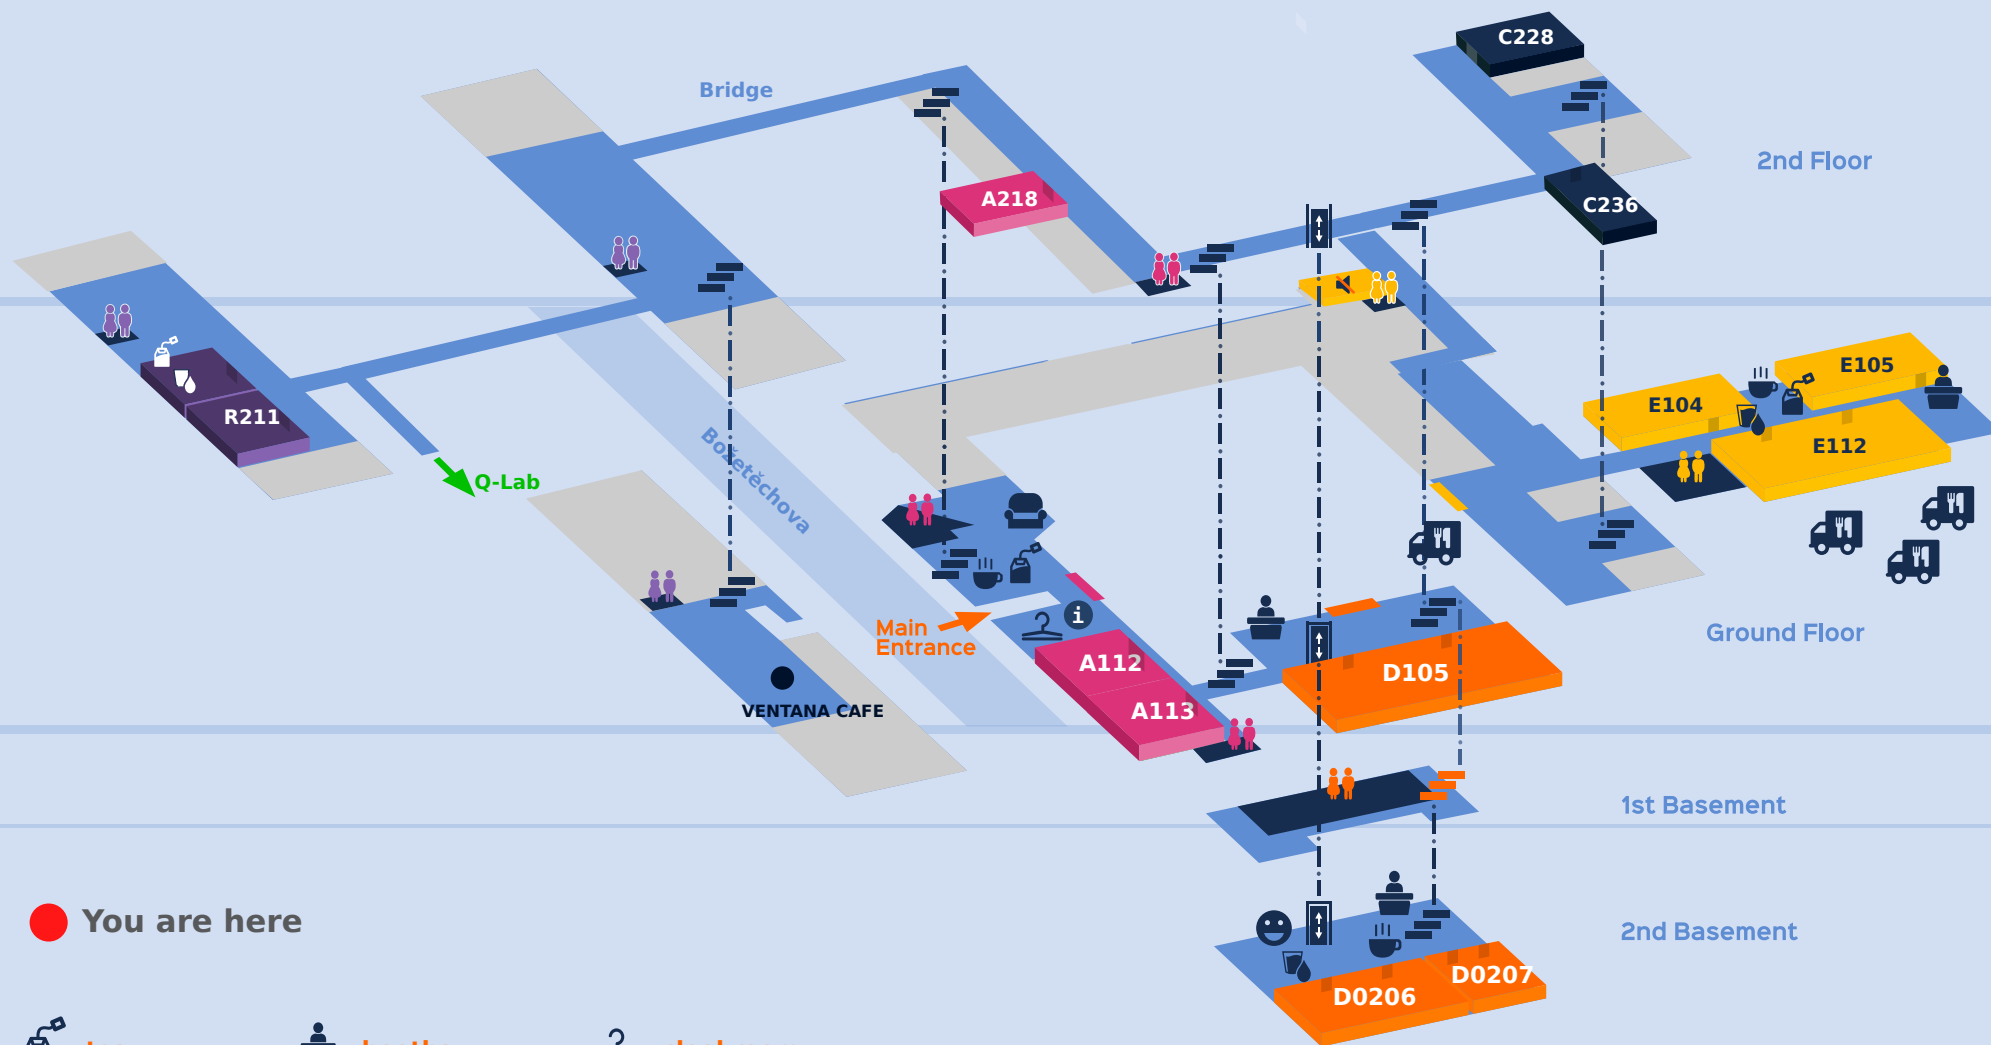 C228
Bridge
2nd Floor
A218
C236
E105
E104
R211
E112
Q-Lab
Božetěchova
i
Main
Entrance
Ground Floor
A112
D105
A113
VENTANA CAFE
1st Basement
You are here
2nd Basement
D0207
D0206